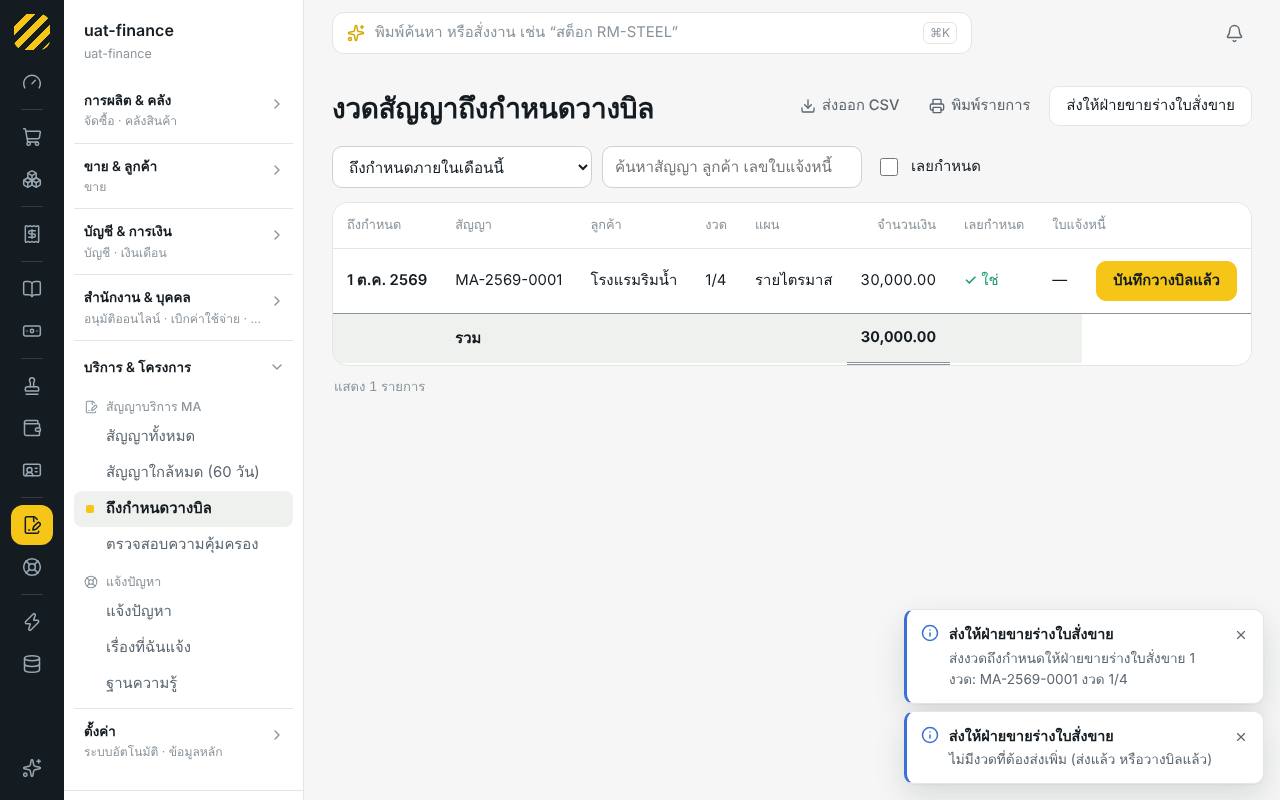 uat-finance
uat-finance
การผลิต & คลัง
จัดซื้อ · คลังสินค้า
ขาย & ลูกค้า
ขาย
บัญชี & การเงิน
บัญชี · เงินเดือน
สำนักงาน & บุคคล
อนุมัติออนไลน์ · เบิกค่าใช้จ่าย · ...
บริการ & โครงการ
สัญญาบริการ MA
สัญญาทั้งหมด
สัญญาใกล้หมด (60 วัน)
ถึงกำหนดวางบิล
ตรวจสอบความคุ้มครอง
แจ้งปัญหา
แจ้งปัญหา
เรื่องที่ฉันแจ้ง
ฐานความรู้
ตั้งค่า
ระบบอัตโนมัติ · ข้อมูลหลัก
พิมพ์ค้นหา หรือสั่งงาน เช่น “สต็อก RM-STEEL”
⌘K
งวดสัญญาถึงกำหนดวางบิล
ส่งออก CSV
พิมพ์รายการ
ส่งให้ฝ่ายขายร่างใบสั่งขาย
ถึงกำหนดภายในเดือนนี้
ค้นหาสัญญา ลูกค้า เลขใบแจ้งหนี้
เลยกำหนด
ถึงกำหนด สัญญา ลูกค้า งวด แผน จำนวนเงิน เลยกำหนด ใบแจ้งหนี้
1 ต.ค. 2569 MA-2569-0001 โรงแรมริมน้ำ 1/4 รายไตรมาส 30,000.00 ใช่ — บันทึกวางบิลแล้ว
รวม 30,000.00
แสดง 1 รายการ
ส่งให้ฝ่ายขายร่างใบสั่งขาย
ส่งงวดถึงกำหนดให้ฝ่ายขายร่างใบสั่งขาย 1
งวด: MA-2569-0001 งวด 1/4
ส่งให้ฝ่ายขายร่างใบสั่งขาย
ไม่มีงวดที่ต้องส่งเพิ่ม (ส่งแล้ว หรือวางบิลแล้ว)